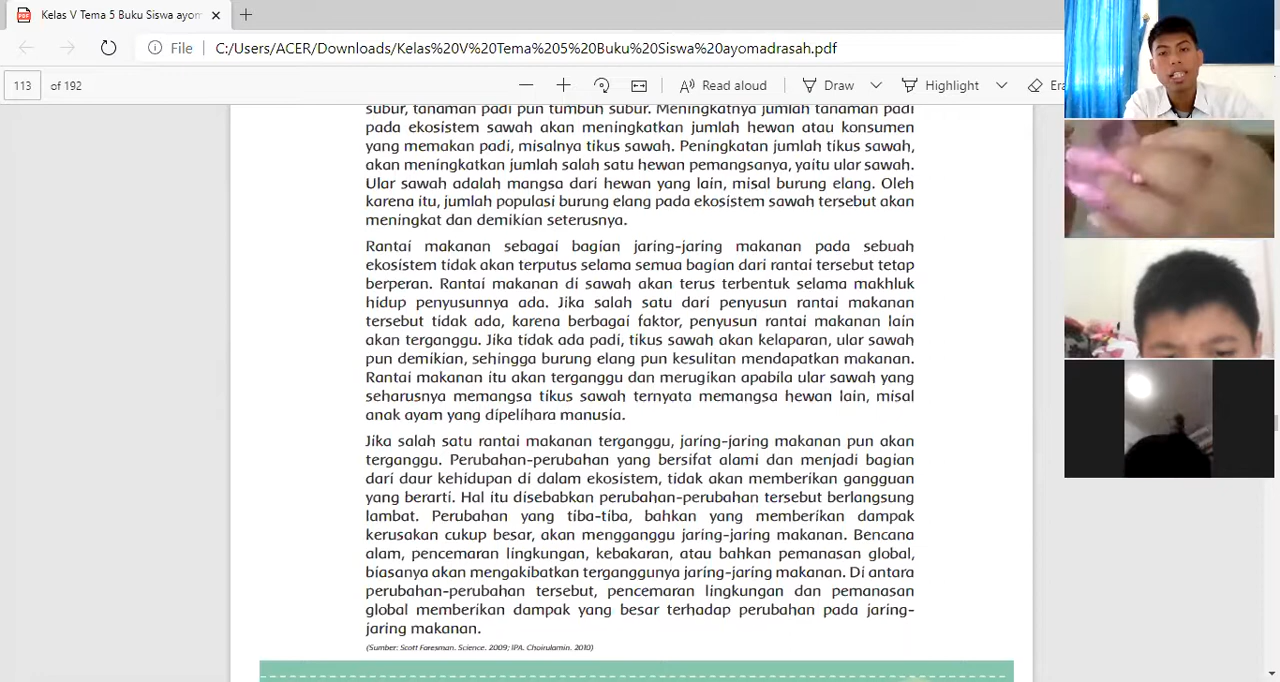 Kelas V Tema 5 Buku Siswa ayom
File
C:/Users/ACER/Downloads/Kelas%20V%20Tema%205%20Buku%20Siswa%20ayomadrasah.pdf
113 of 192
Read aloud
Draw
Highlight
Era
subur, tanaman padi pun tumbuh subur. Meningkatnya jumlah tanaman padi
pada ekosistem sawah akan meningkatkan jumlah hewan atau konsumen
yang memakan padi, misalnya tikus sawah. Peningkatan jumlah tikus sawah,
akan meningkatkan jumlah salah satu hewan pemangsanya, yaitu ular sawah.
Ular sawah adalah mangsa dari hewan yang lain, misal burung elang. Oleh
karena itu, jumlah populasi burung elang pada ekosistem sawah tersebut akan
meningkat dan demikian seterusnya.
Rantai makanan sebagai bagian jaring-jaring makanan pada sebuah
ekosistem tidak akan terputus selama semua bagian dari rantai tersebut tetap
berperan. Rantai makanan di sawah akan terus terbentuk selama makhluk
hidup penyusunnya ada. Jika salah satu dari penyusun rantai makanan
tersebut tidak ada, karena berbagai faktor, penyusun rantai makanan lain
akan terganggu. Jika tidak ada padi, tikus sawah akan kelaparan, ular sawah
pun demikian, sehingga burung elang pun kesulitan mendapatkan makanan.
Rantai makanan itu akan terganggu dan merugikan apabila ular sawah yang
seharusnya memangsa tikus sawah ternyata memangsa hewan lain, misal
anak ayam yang dipelihara manusia.
Jika salah satu rantai makanan terganggu, jaring-jaring makanan pun akan
terganggu. Perubahan-perubahan yang bersifat alami dan menjadi bagian
dari daur kehidupan di dalam ekosistem, tidak akan memberikan gangguan
yang berarti. Hal itu disebabkan perubahan-perubahan tersebut berlangsung
lambat. Perubahan yang tiba-tiba, bahkan yang memberikan dampak
kerusakan cukup besar, akan mengganggu jaring-jaring makanan. Bencana
alam, pencemaran lingkungan, kebakaran, atau bahkan pemanasan global,
biasanya akan mengakibatkan terganggunya jaring-jaring makanan. Di antara
perubahan-perubahan tersebut, pencemaran lingkungan dan pemanasan
global memberikan dampak yang besar terhadap perubahan pada jaring-
jaring makanan.
(Sumber: Scott Faresman. Science. 2009; IPA. Choirulamin. 2010)